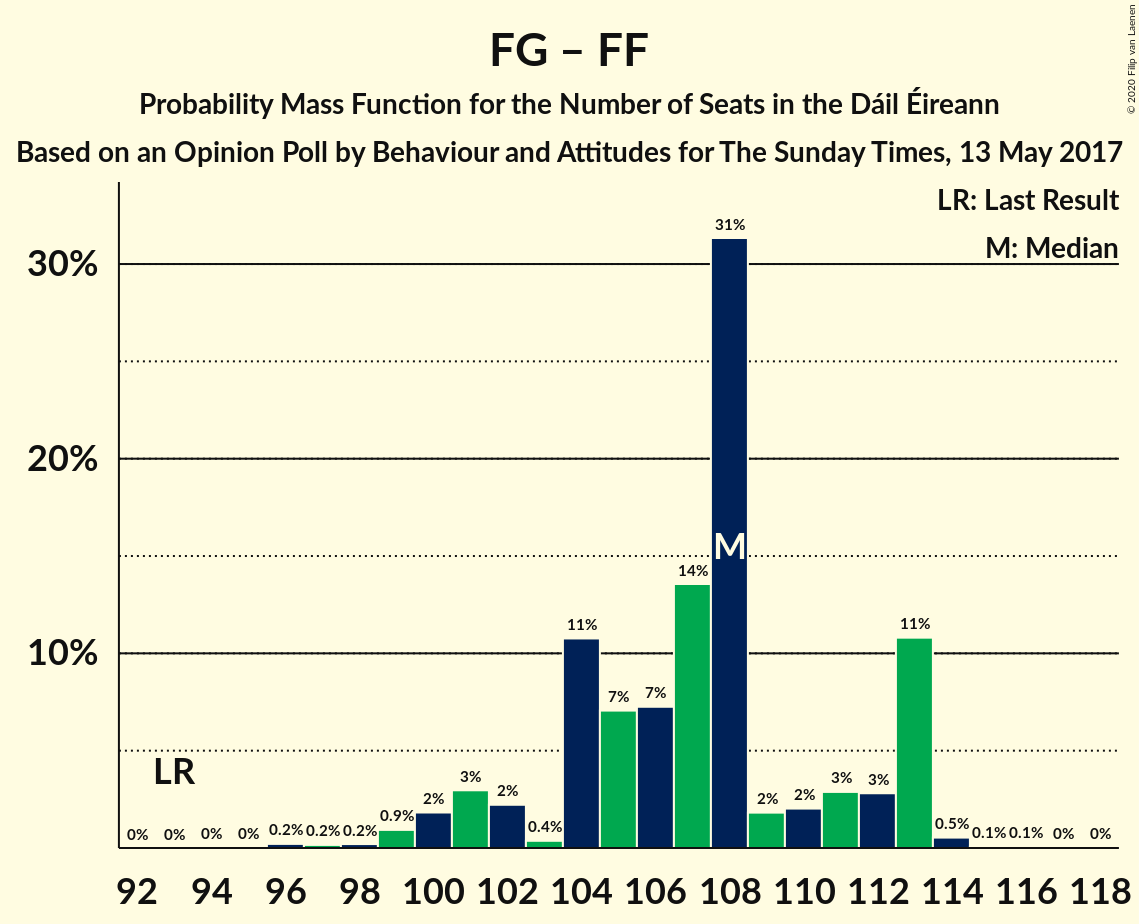 FG – FF
Probability Mass Function for the Number of Seats in the Dáil Éireann
Based on an Opinion Poll by Behaviour and Attitudes for The Sunday Times, 13 May 2017
© 2020 Filip van Laenen
LR: Last Result
M: Median
30%
20%
10%
LR
M
0% 0% 0% 0% 0.2% 0.2% 0.2% 0.9% 2% 3% 2% 0.4% 11% 7% 7% 14% 31% 2% 2% 3% 3% 11% 0.5% 0.1% 0.1% 0% 0%
92 94 96 98 100 102 104 106 108 110 112 114 116 118